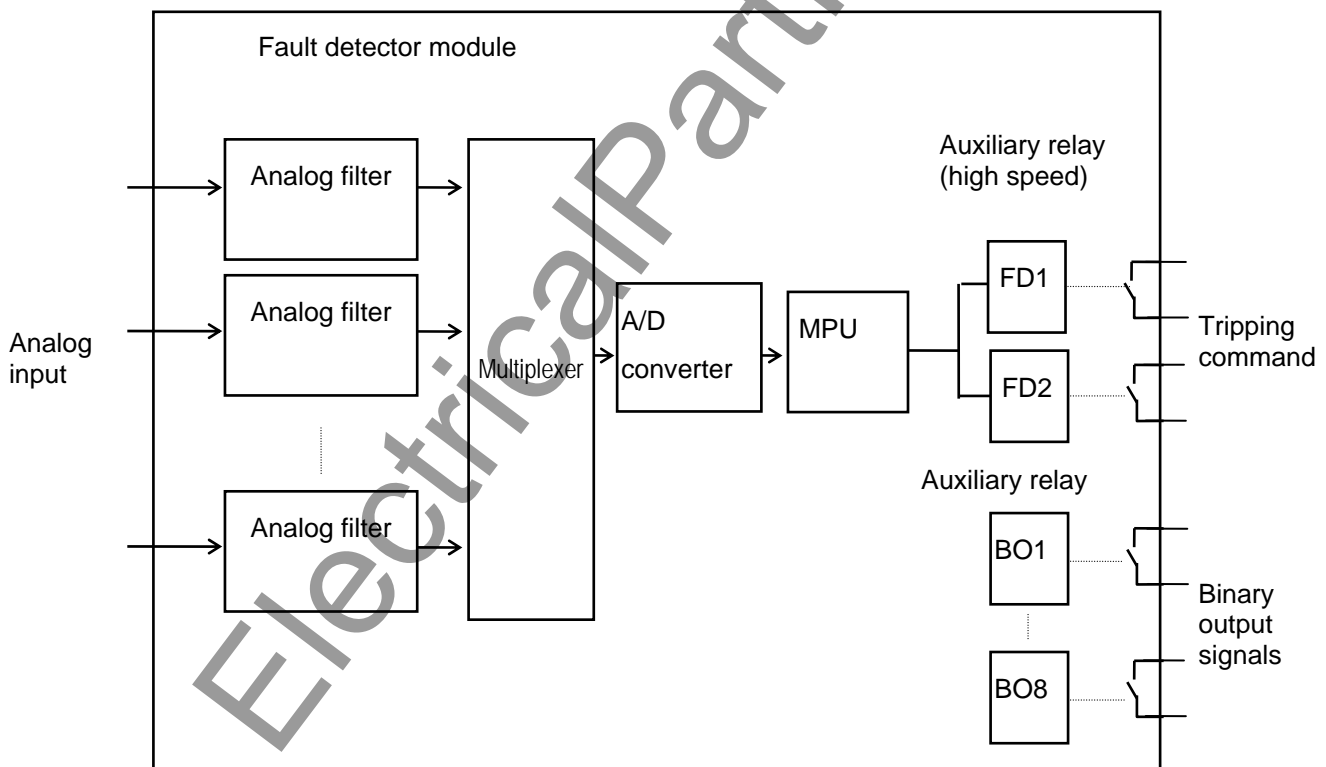 Fault detector module
Analog filter
Analog filter
Analog filter
Analog
input
Multiplexer
A/D
converter
MPU
Auxiliary relay
(high speed)
FD1
FD2
Tripping
command
Auxiliary relay
BO1
BO8
Binary
output
signals
ElectricalPart